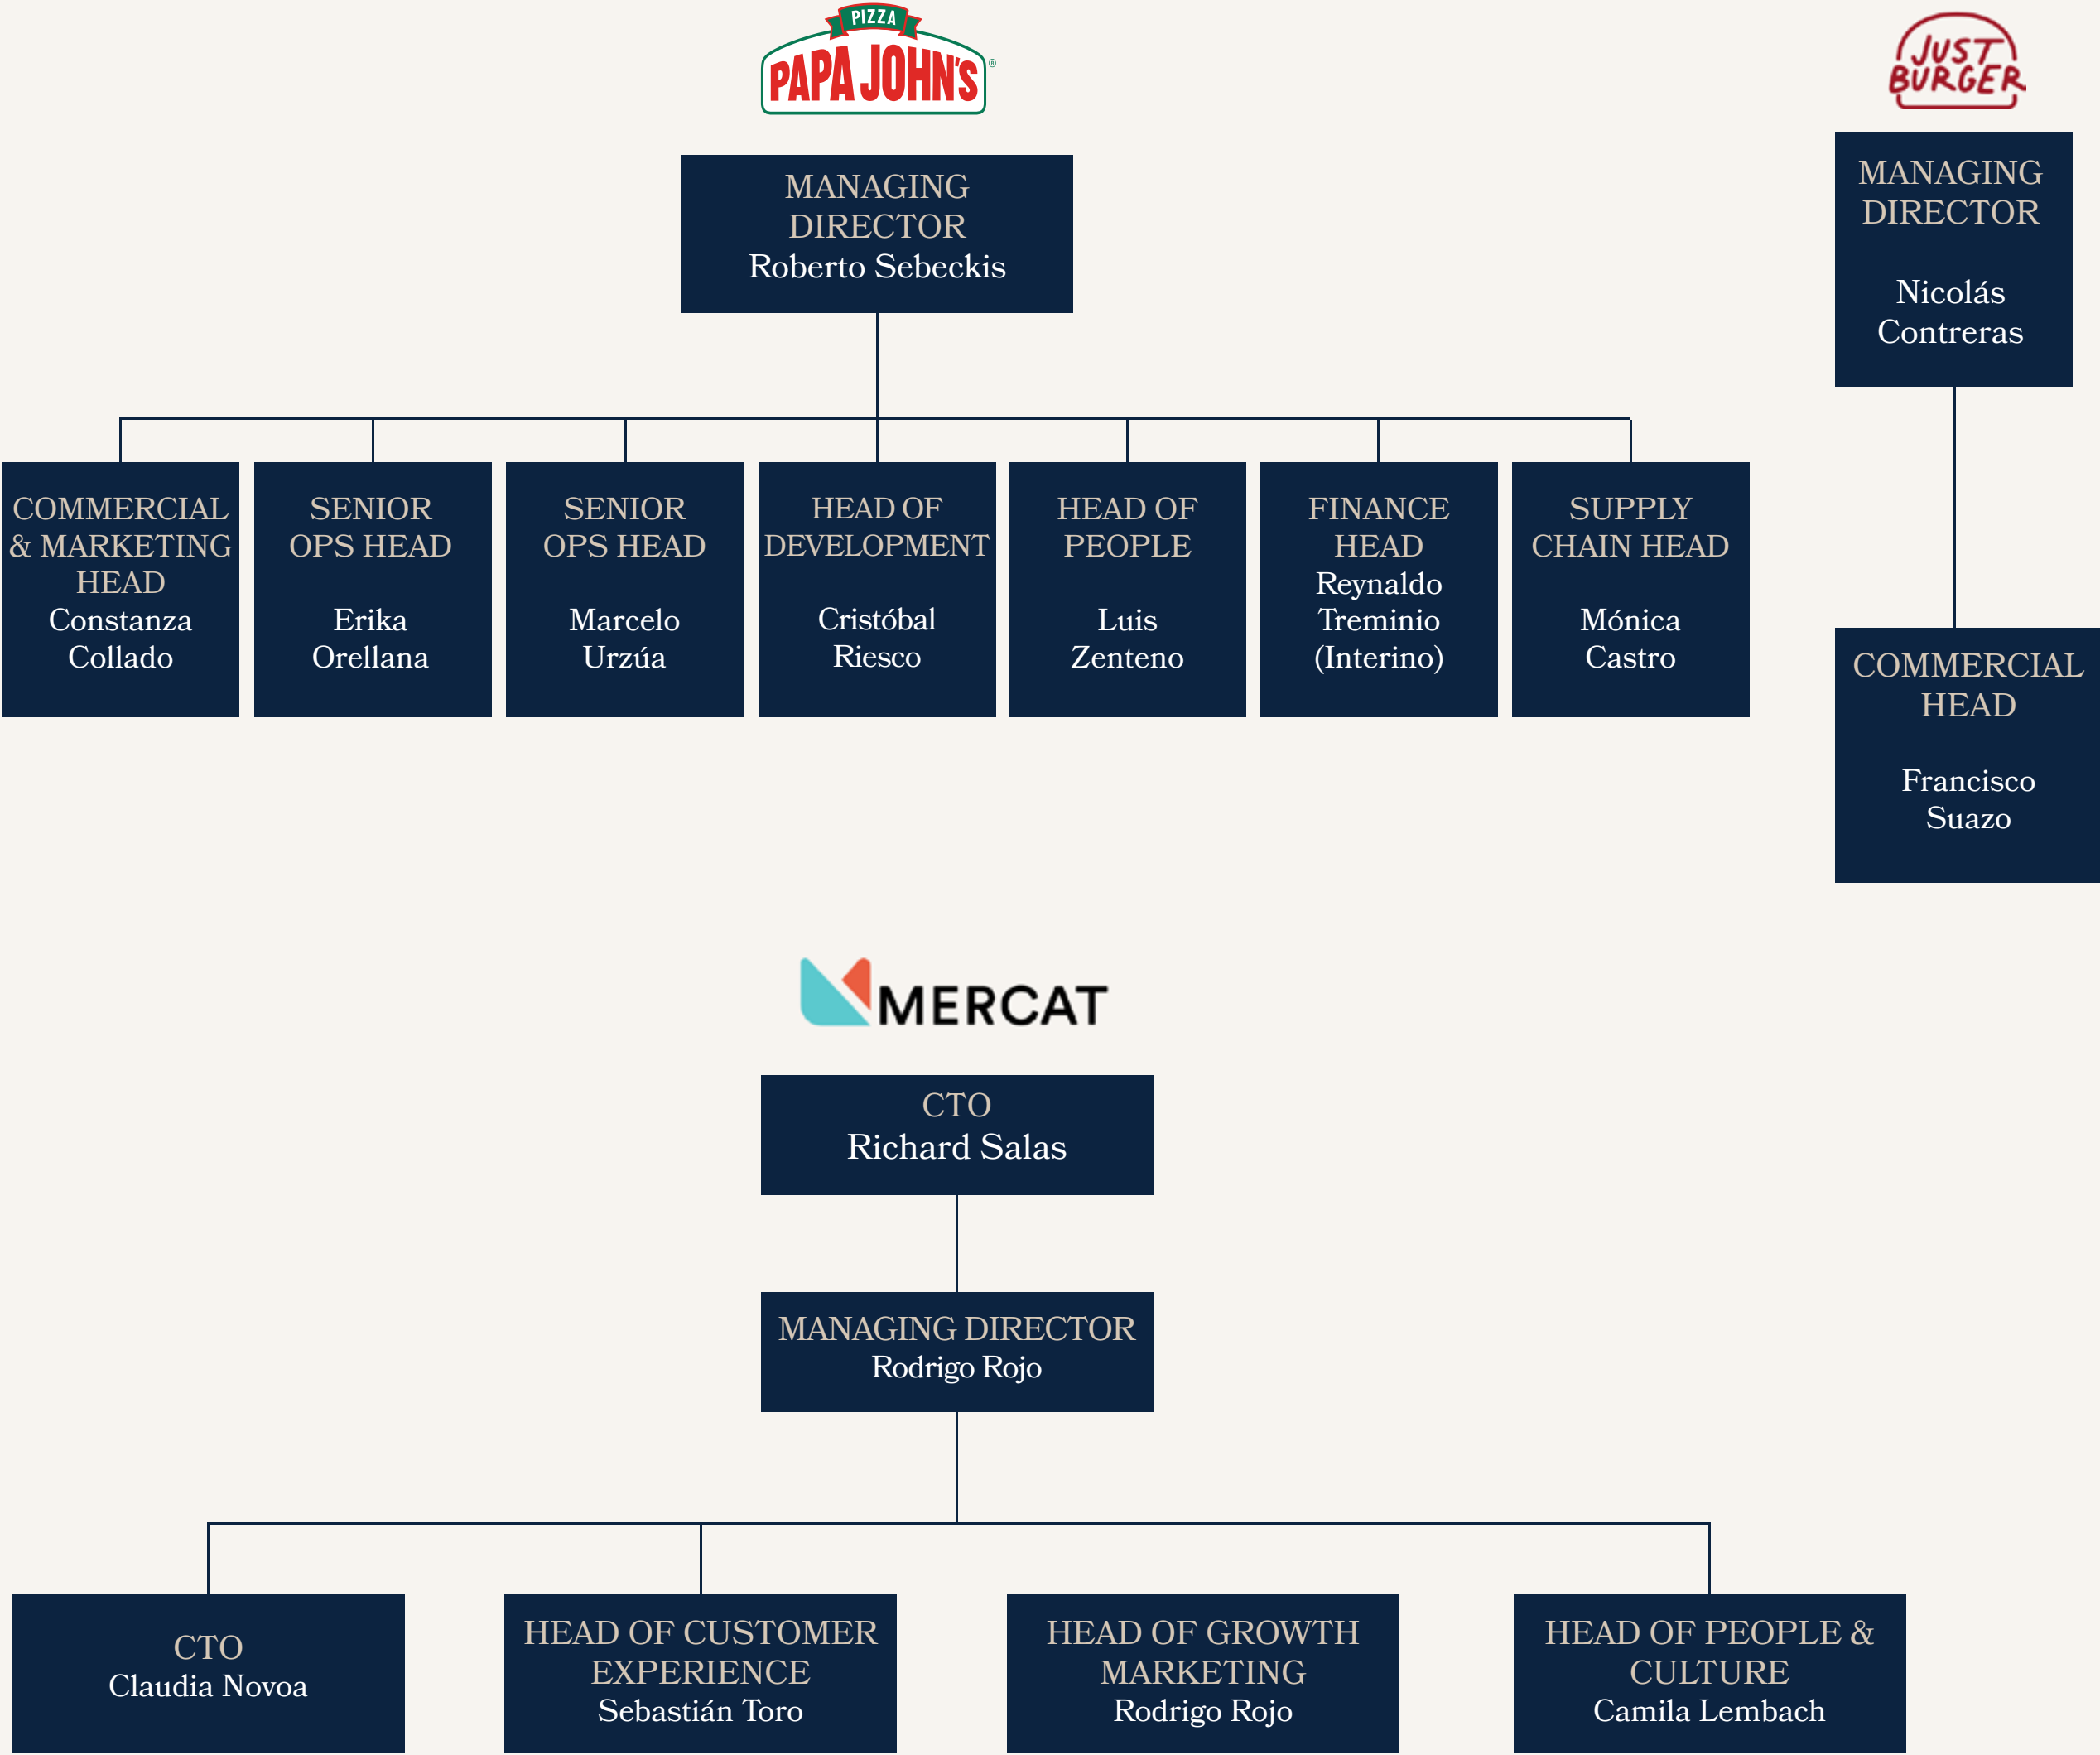 PIZZA
PAPA JOHN'S
®
MANAGING
DIRECTOR
Roberto Sebeckis
COMMERCIAL
& MARKETING
HEAD
Constanza
Collado
SENIOR
OPS HEAD
Erika
Orellana
SENIOR
OPS HEAD
Marcelo
Urzúa
HEAD OF
DEVELOPMENT
Cristóbal
Riesco
HEAD OF
PEOPLE
Luis
Zenteno
FINANCE
HEAD
Reynaldo
Treminio
(Interino)
SUPPLY
CHAIN HEAD
Mónica
Castro
JUST
BURGER
MANAGING
DIRECTOR
Nicolás
Contreras
COMMERCIAL
HEAD
Francisco
Suazo
MERCAT
CTO
Richard Salas
MANAGING DIRECTOR
Rodrigo Rojo
CTO
Claudia Novoa
HEAD OF CUSTOMER
EXPERIENCE
Sebastián Toro
HEAD OF GROWTH
MARKETING
Rodrigo Rojo
HEAD OF PEOPLE &
CULTURE
Camila Lembach